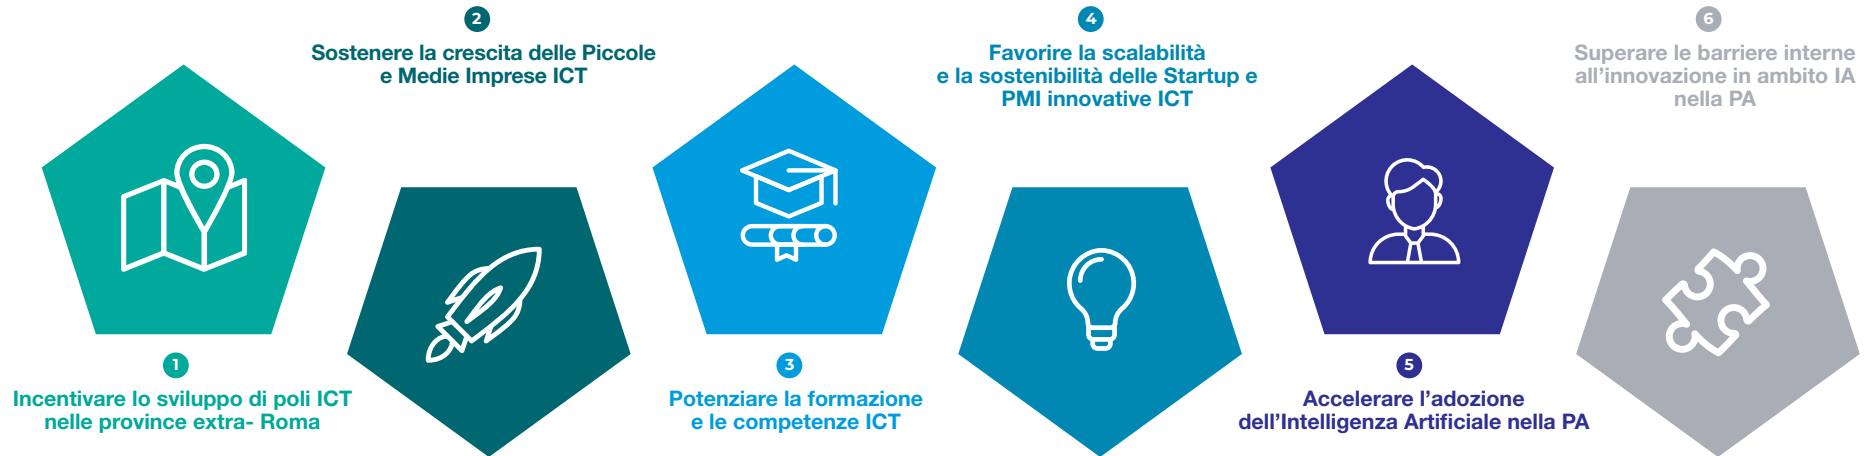 1
Incentivare lo sviluppo di poli ICT
nelle province extra- Roma
2
Sostenere la crescita delle Piccole
e Medie Imprese ICT
3
Potenziare la formazione
e le competenze ICT
4
Favorire la scalabilità
e la sostenibilità delle Startup e
PMI innovative ICT
5
Accelerare l’adozione
dell’Intelligenza Artificiale nella PA
6
Superare le barriere interne
all’innovazione in ambito IA
nella PA